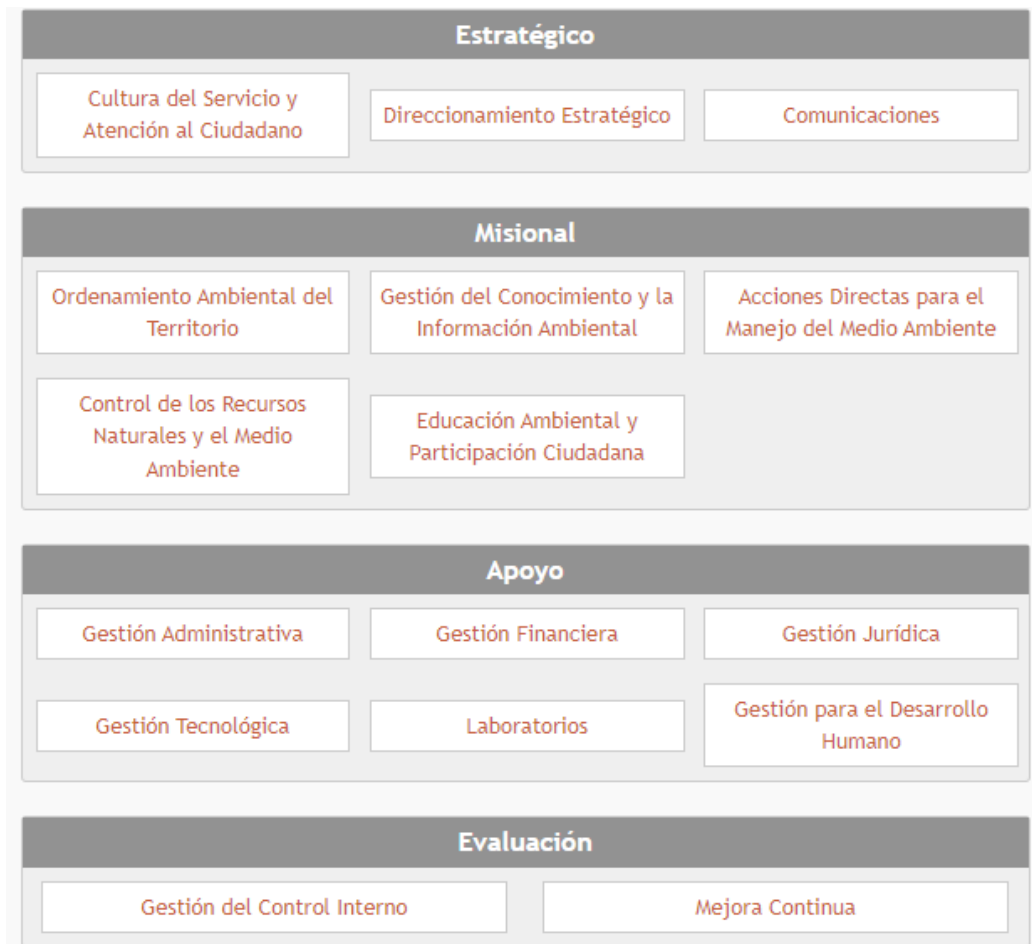 Estratégico
Cultura del Servicio y
Atención al Ciudadano
Direccionamiento Estratégico
Comunicaciones
Misional
Ordenamiento Ambiental del
Territorio
Gestión del Conocimiento y la
Información Ambiental
Acciones Directas para el
Manejo del Medio Ambiente
Control de los Recursos
Naturales y el Medio
Ambiente
Educación Ambiental y
Participación Ciudadana
Apoyo
Gestión Administrativa
Gestión Financiera
Gestión Jurídica
Gestión Tecnológica
Laboratorios
Gestión para el Desarrollo
Humano
Evaluación
Gestión del Control Interno
Mejora Continua